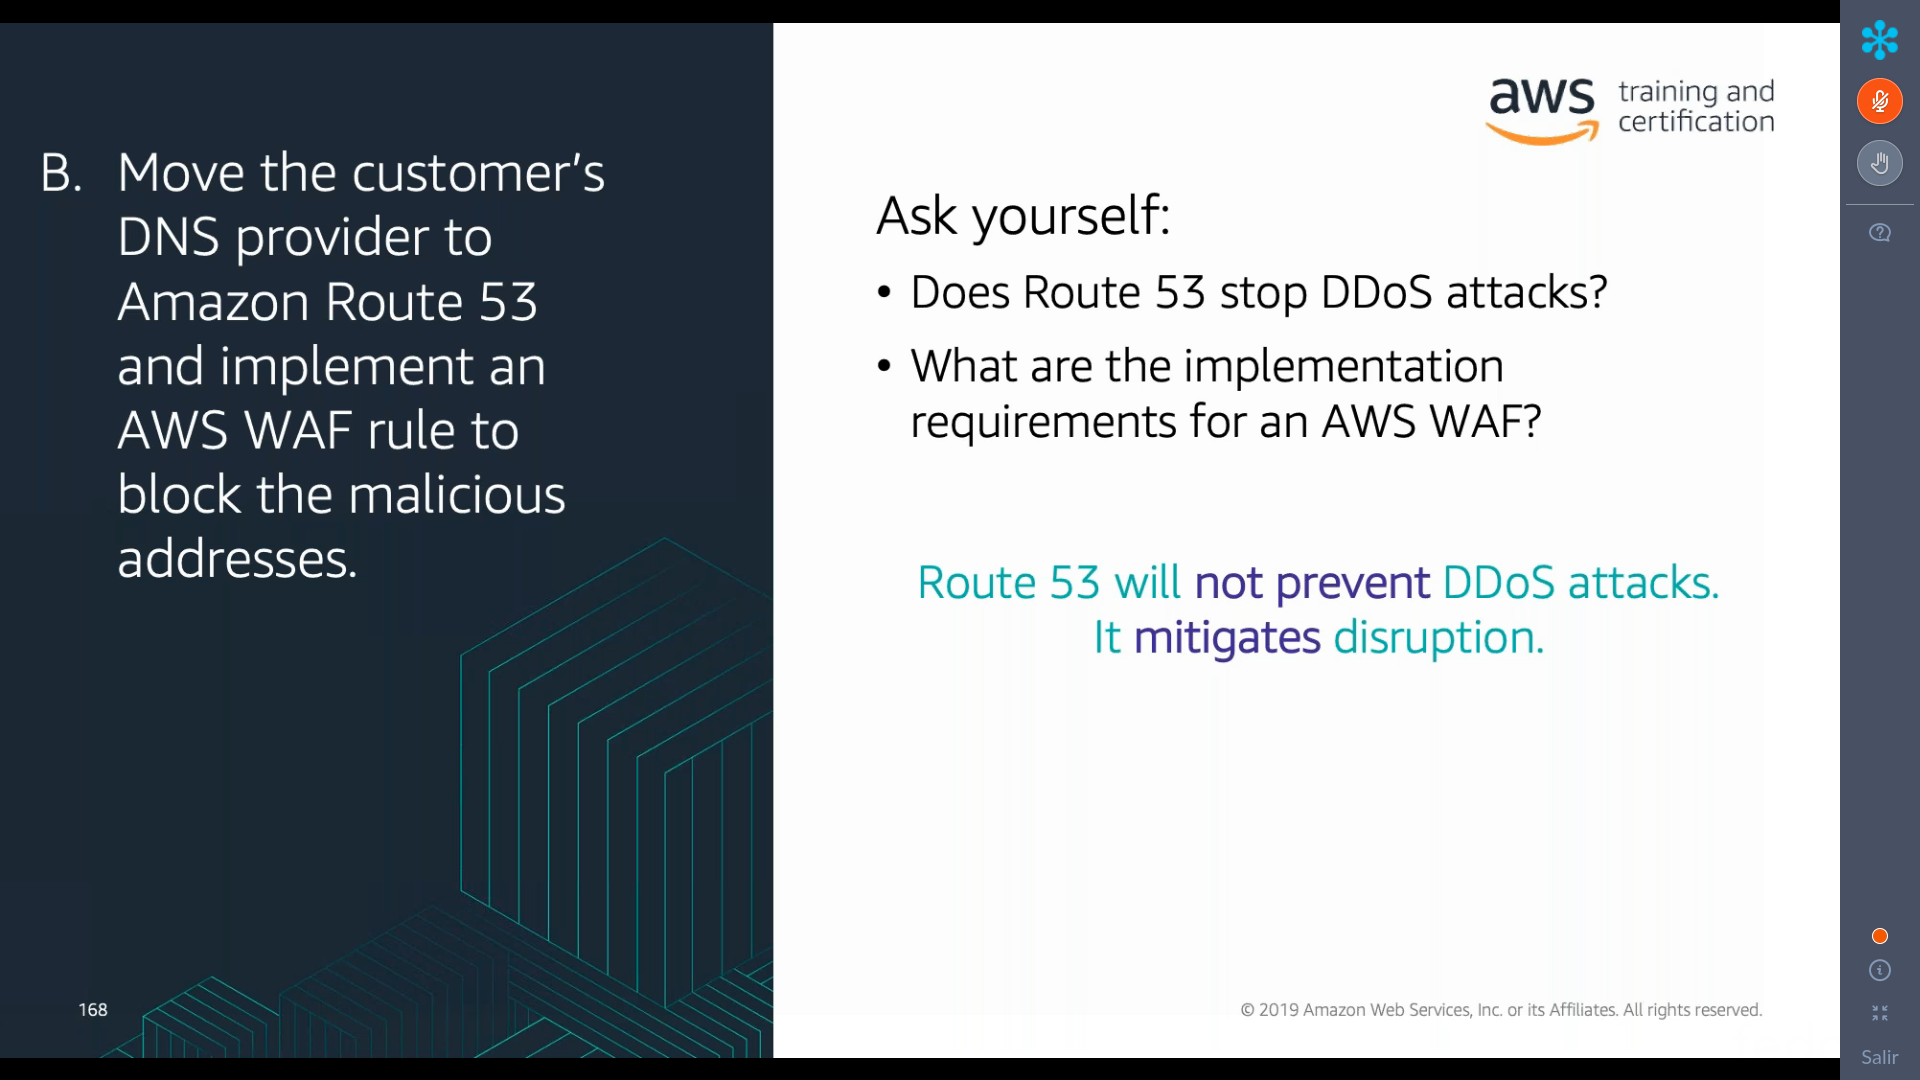 B. Move the customer’s
DNS provider to
Amazon Route 53
and implement an
AWS WAF rule to
block the malicious
addresses.
168
aws training and
certification
Ask yourself:
• Does Route 53 stop DDoS attacks?
• What are the implementation
requirements for an AWS WAF?
Route 53 will not prevent DDoS attacks.
It mitigates disruption.
© 2019 Amazon Web Services, Inc. or its Affiliates. All rights reserved.
Salir